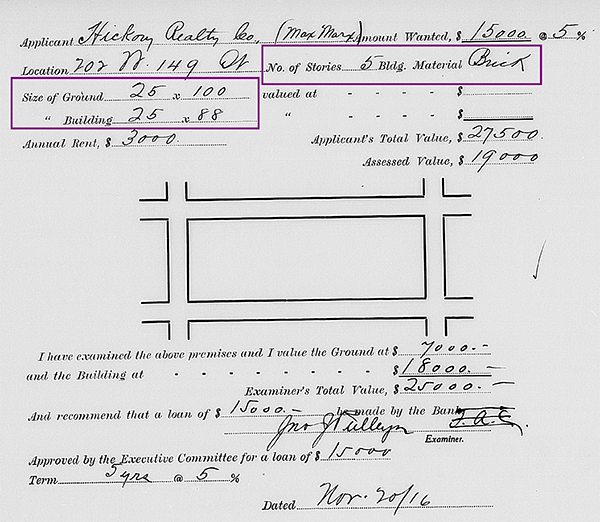 Applicant Hickory Realty Co, (Max Marx) Amount Wanted, $ 15000 @ 5 %
Location 202 W. 149 St No. of Stories 5 Bldg. Material Brick
Size of Ground 25 x 100 valued at - - - - $
" Building 25 x 88 " - - - - $
Annual Rent, $ 3000. Applicant's Total Value, $ 27500
Assessed Value, $ 19000
I have examined the above premises and I value the Ground at $ 7000.-
and the Building at - - - - - - - $ 18000.-
Examiner's Total Value, $ 25000.-
And recommend that a loan of $ 15000.- be made by the Bank
Jno J
Examiner.
Approved by the Executive Committee for a loan of $ 15000
Term 5 yrs @ 5 %
Dated Nov. 20/16